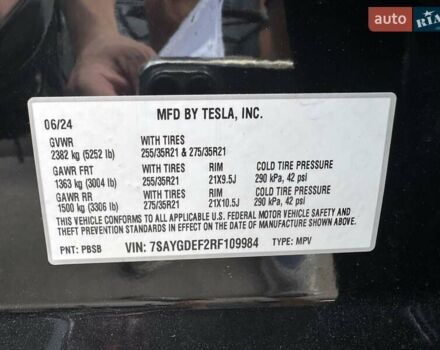 auto RIA
MFD BY TESLA, INC.
06/24
GVWR WITH TIRES
2382 kg (5252 lb) 255/35R21 & 275/35R21
GAWR FRT WITH TIRES RIM COLD TIRE PRESSURE
1363 kg (3004 lb) 255/35R21 21X9.5J 290 kPa, 42 psi
GAWR RR WITH TIRES RIM COLD TIRE PRESSURE
1500 kg (3306 lb) 275/35R21 21X10.5J 290 kPa, 42 psi
THIS VEHICLE CONFORMS TO ALL APPLICABLE U.S. FEDERAL MOTOR VEHICLE SAFETY AND
THEFT PREVENTION STANDARDS IN EFFECT ON THE DATE OF MANUFACTURE SHOWN ABOVE.
PNT: PBSB VIN: 7SAYGDEF2RF109984 TYPE: MPV